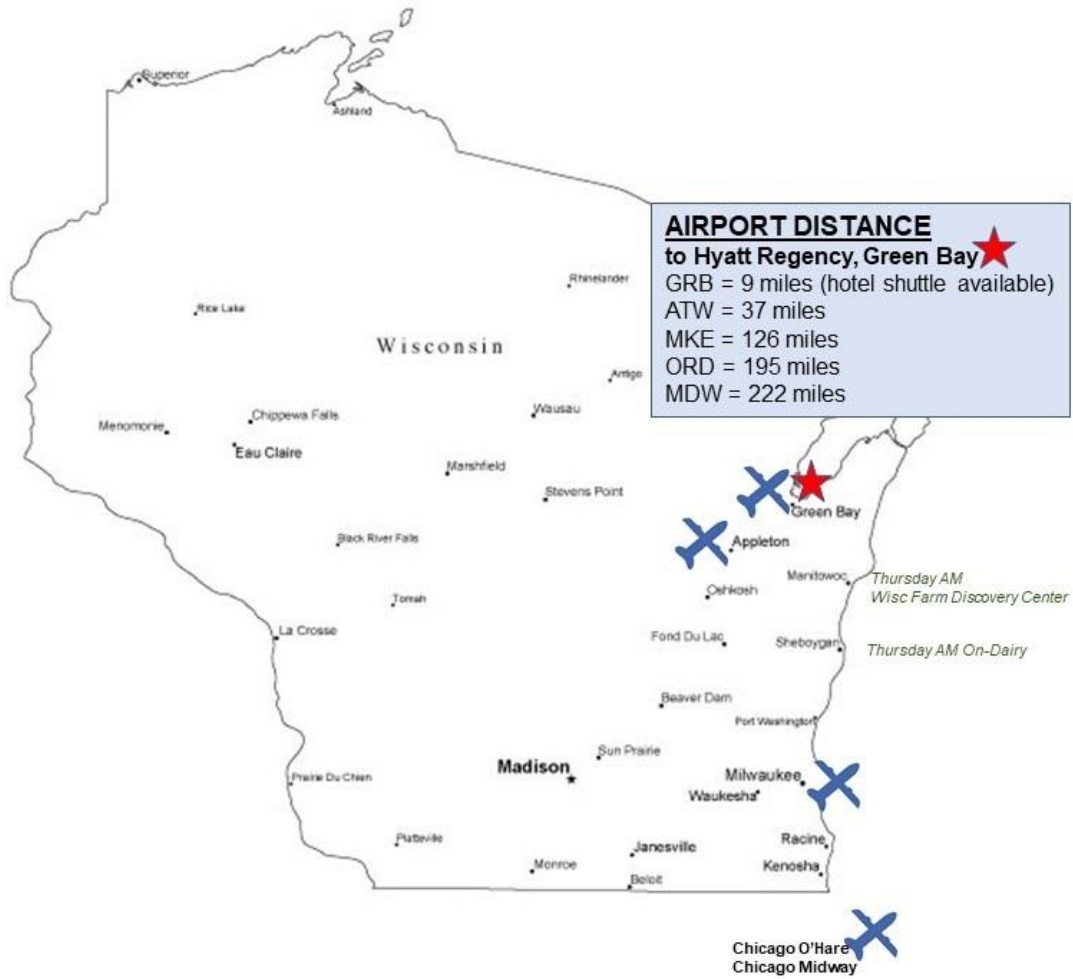 Superior
Ashland
AIRPORT DISTANCE
to Hyatt Regency, Green Bay
GRB = 9 miles (hotel shuttle available)
ATW = 37 miles
MKE = 126 miles
ORD = 195 miles
MDW = 222 miles
Rhinelander
Rice Lake
Wisconsin
Antigo
Chippewa Falls
Wausau
Menomonie
Eau Claire
Marshfield
Stevens Point
Green Bay
Black River Falls
Appleton
Manitowoc
Thursday AM
Wisc Farm Discovery Center
Oshkosh
Tomah
La Crosse
Fond Du Lac
Sheboygan
Thursday AM On-Dairy
Beaver Dam
Port Washington
Sun Prairie
Madison
Milwaukee
Prairie Du Chien
Waukesha
Platteville
Racine
Janesville
Monroe
Kenosha
Beloit
Chicago O'Hare
Chicago Midway